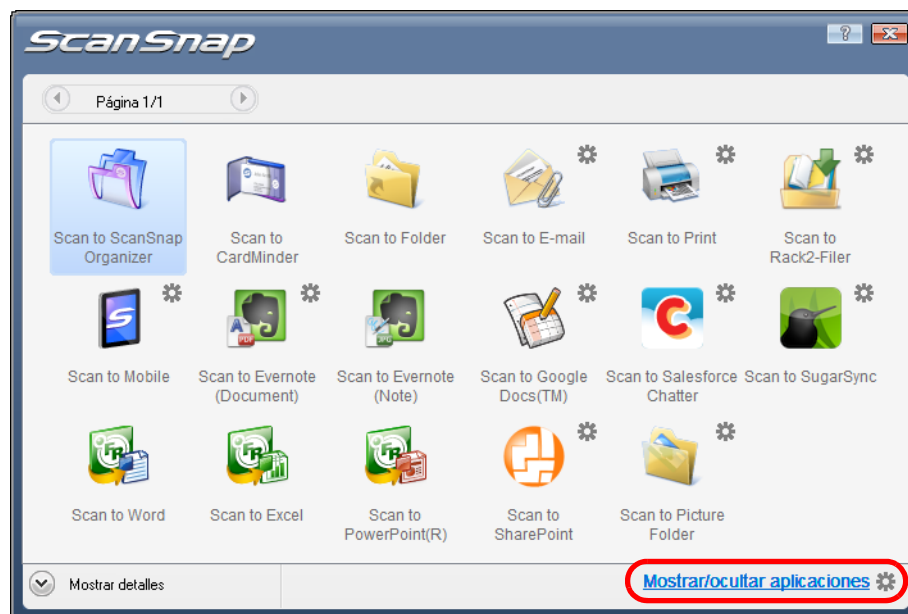 ScanSnap
Página 1/1
Scan to ScanSnap
Organizer
Scan to
CardMinder
Scan to Folder
Scan to E-mail
Scan to Print
Scan to
Rack2-Filer
Scan to Mobile
Scan to Evernote
(Document)
Scan to Evernote
(Note)
Scan to Google
Docs(TM)
Scan to Salesforce
Chatter
Scan to SugarSync
Scan to Word
Scan to Excel
Scan to
PowerPoint(R)
Scan to
SharePoint
Scan to Picture
Folder
Mostrar detalles
Mostrar/ocultar aplicaciones